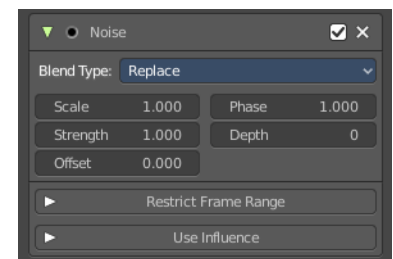 Noise
Blend Type: Replace
Scale 1.000 Phase 1.000
Strength 1.000 Depth 0
Offset 0.000
Restrict Frame Range
Use Influence